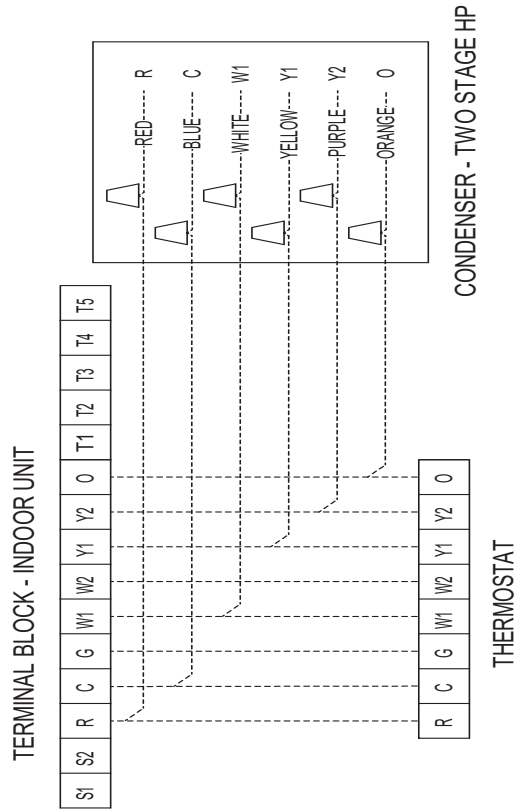 TERMINAL BLOCK - INDOOR UNIT
S1 S2 R C G W1 W2 Y1 Y2 O T1 T2 T3 T4 T5
R C G W1 W2 Y1 Y2 O
THERMOSTAT
RED R
BLUE C
WHITE W1
YELLOW Y1
PURPLE Y2
ORANGE O
CONDENSER - TWO STAGE HP